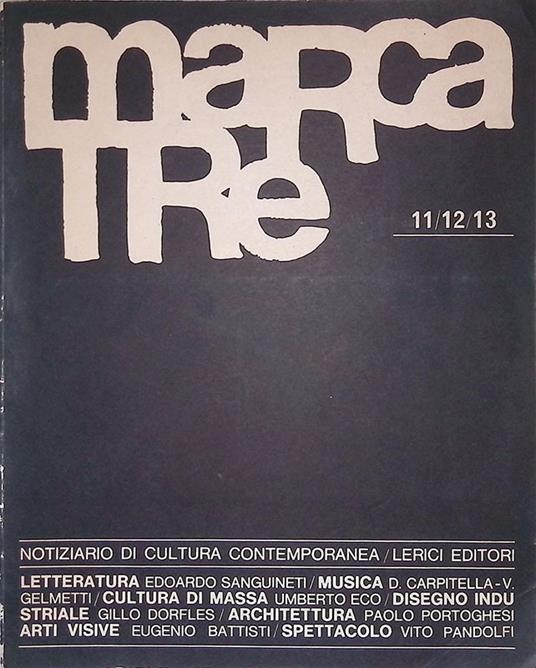 marca
TRe
11/12/13
NOTIZIARIO DI CULTURA CONTEMPORANEA/LERICI EDITORI
LETTERATURA EDOARDO SANGUINETI/MUSICA D. CARPITELLA-V.
GELMETTI/CULTURA DI MASSA UMBERTO ECO/DISEGNO INDU
STRIALE GILLO DORFLES/ARCHITETTURA PAOLO PORTOGHESI
ARTI VISIVE EUGENIO BATTISTI/SPETTACOLO VITO PANDOLFI